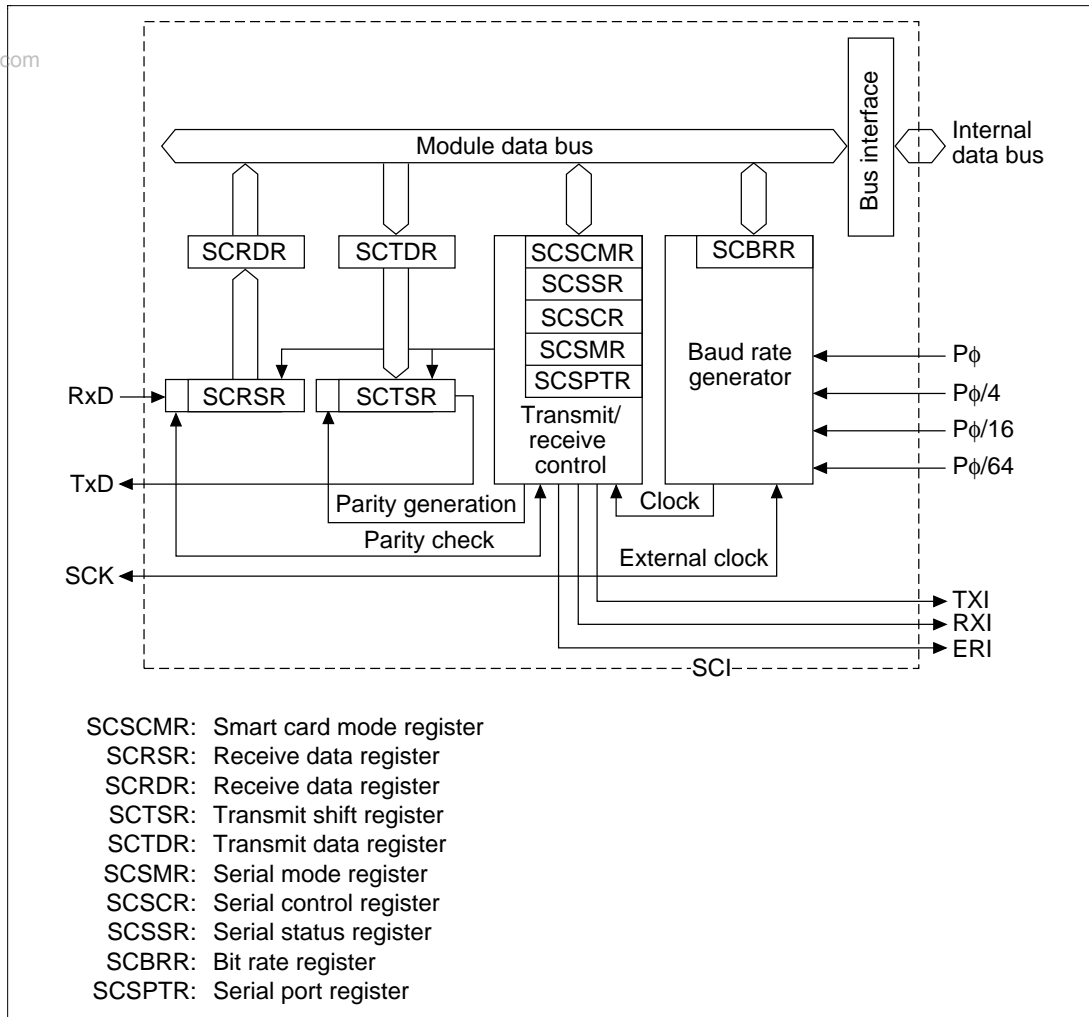 com
Module data bus
Bus interface
Internal
data bus
SCRDR
SCTDR
SCSCMR
SCSSR
SCSCR
SCSMR
SCSPTR
Transmit/
receive
control
SCBRR
Baud rate
generator
RxD
SCRSR
SCTSR
Pϕ
Pϕ/4
Pϕ/16
Pϕ/64
TxD
Parity generation
Parity check
Clock
SCK
External clock
TXI
RXI
ERI
SCI
SCSCMR: Smart card mode register
SCRSR: Receive data register
SCRDR: Receive data register
SCTSR: Transmit shift register
SCTDR: Transmit data register
SCSMR: Serial mode register
SCSCR: Serial control register
SCSSR: Serial status register
SCBRR: Bit rate register
SCSPTR: Serial port register